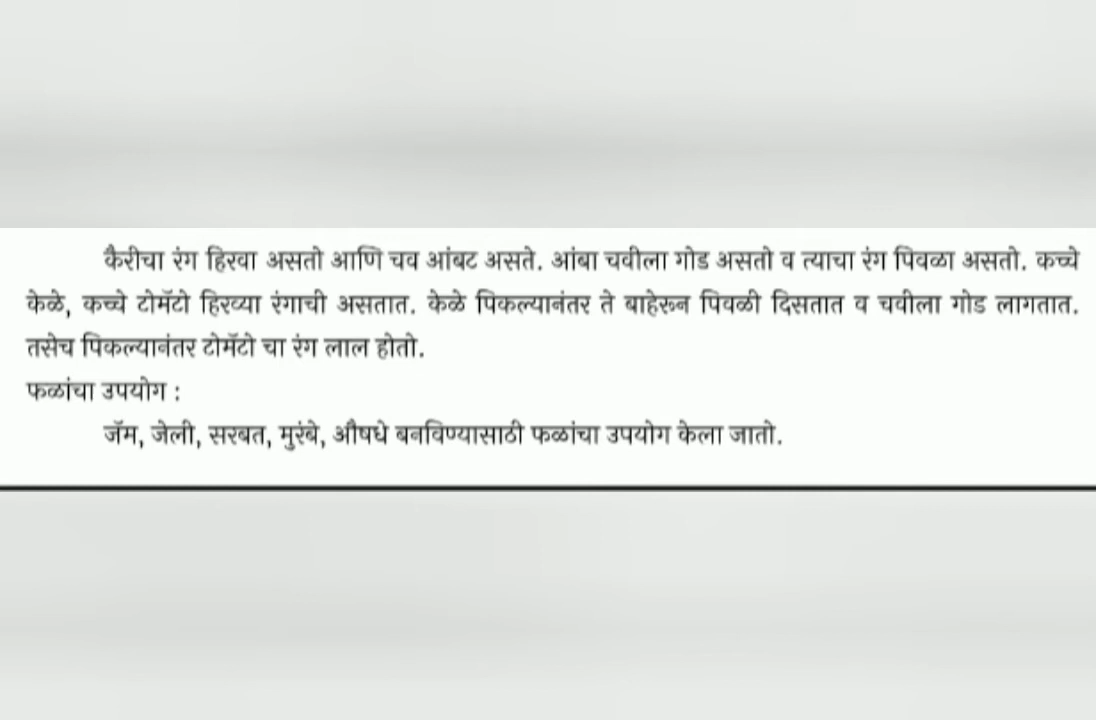 कैरीचा रंग हिरवा असतो आणि चव आंबट असते. आंबा चवीला गोड असतो व त्याचा रंग पिवळा असतो. कच्चे
केळे, कच्चे टोमॅटो हिरव्या रंगाची असतात. केळे पिकल्यानंतर ते बाहेरून पिवळी दिसतात व चवीला गोड लागतात.
तसेच पिकल्यानंतर टोमॅटो चा रंग लाल होतो.
फळांचा उपयोग :
जॅम, जेली, सरबत, मुरंबे, औषधे बनविण्यासाठी फळांचा उपयोग केला जातो.